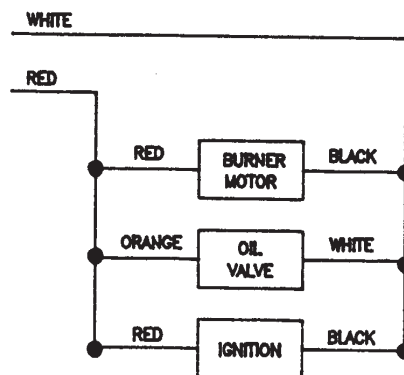 WHITE
RED
RED BURNER MOTOR BLACK
ORANGE OIL VALVE WHITE
RED IGNITION BLACK